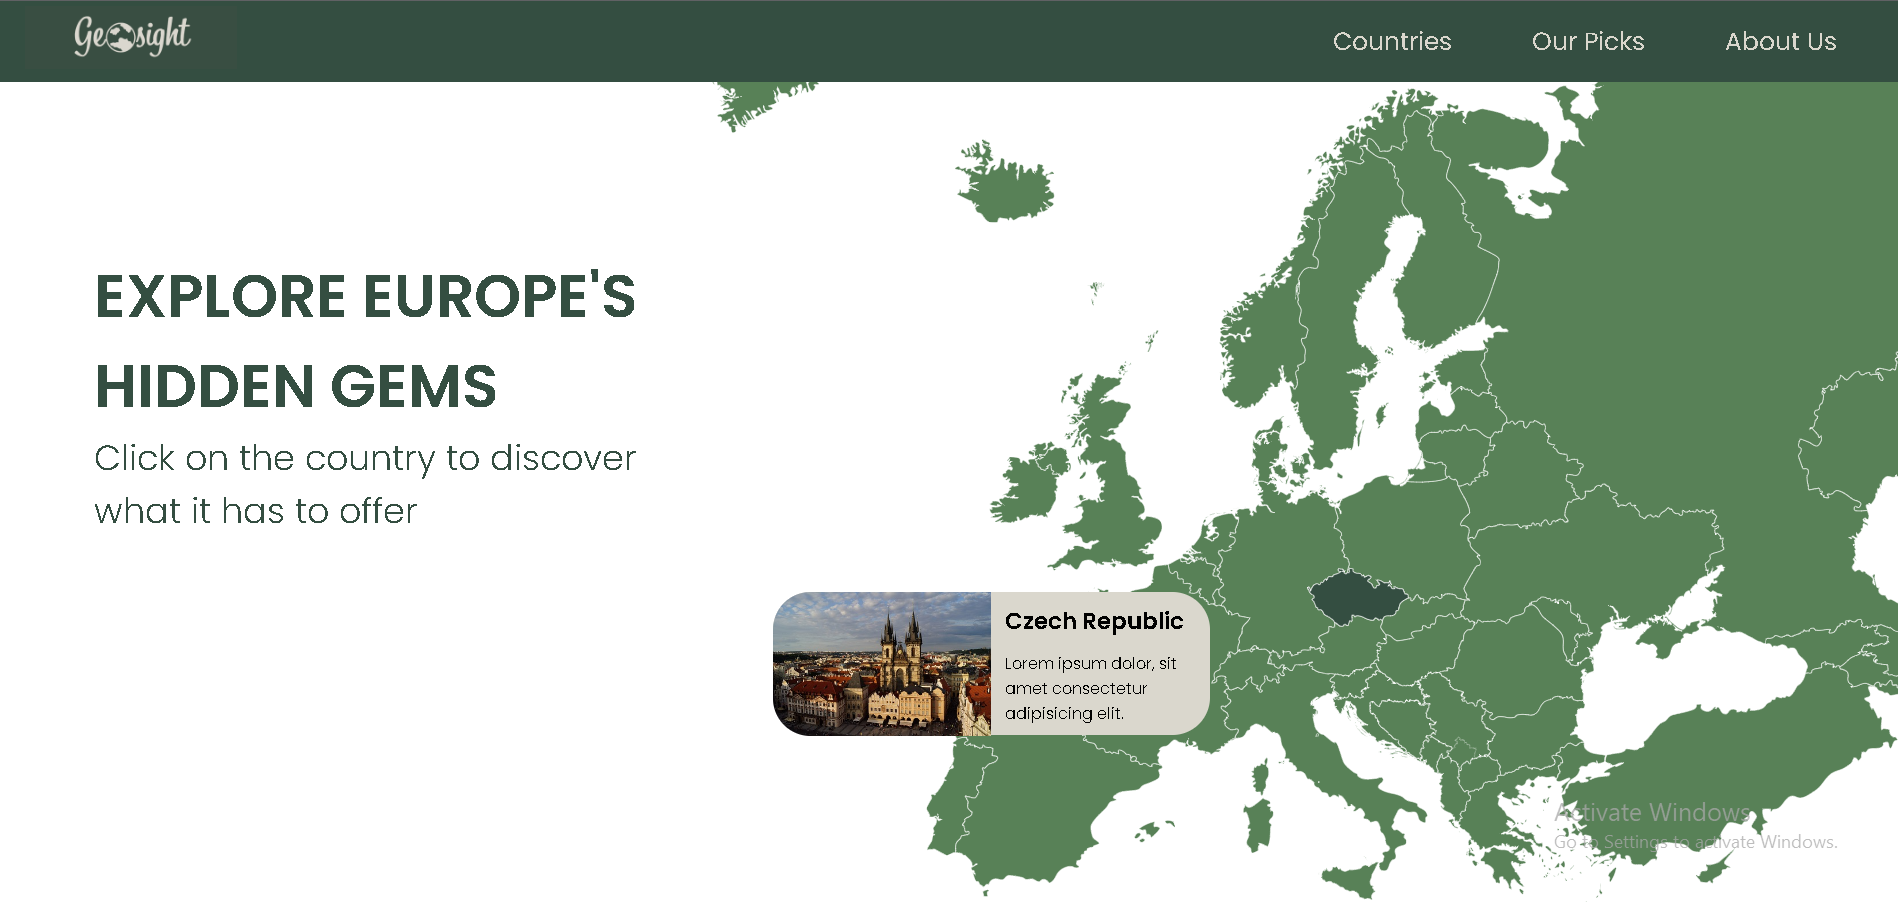 Geosight
Countries
Our Picks
About Us
EXPLORE EUROPE'S
HIDDEN GEMS
Click on the country to discover
what it has to offer
Czech Republic
Lorem ipsum dolor, sit
amet consectetur
adipisicing elit.
Activate Windows
Go to Settings to activate Windows.